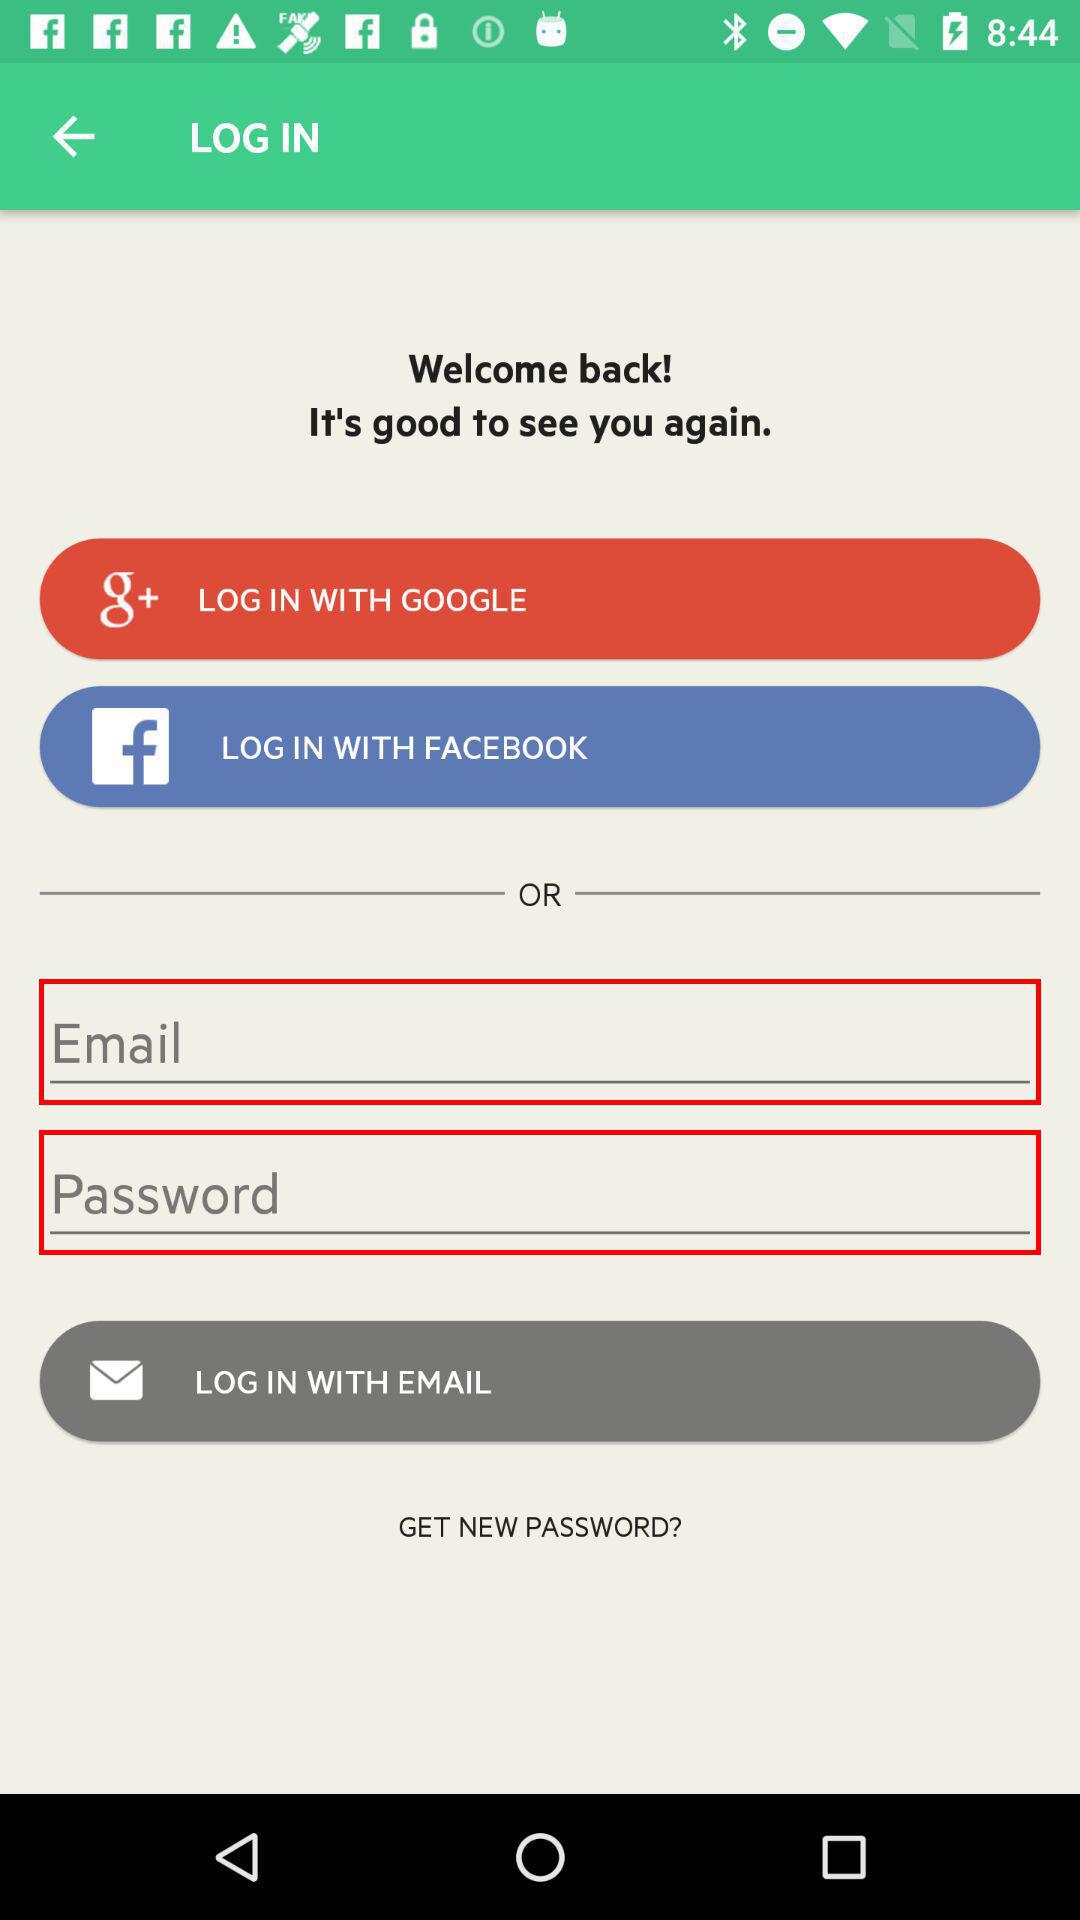 FAKE
8:44
LOG IN
Welcome back!
It's good to see you again.
g+ LOG IN WITH GOOGLE
LOG IN WITH FACEBOOK
OR
Email
Password
LOG IN WITH EMAIL
GET NEW PASSWORD?